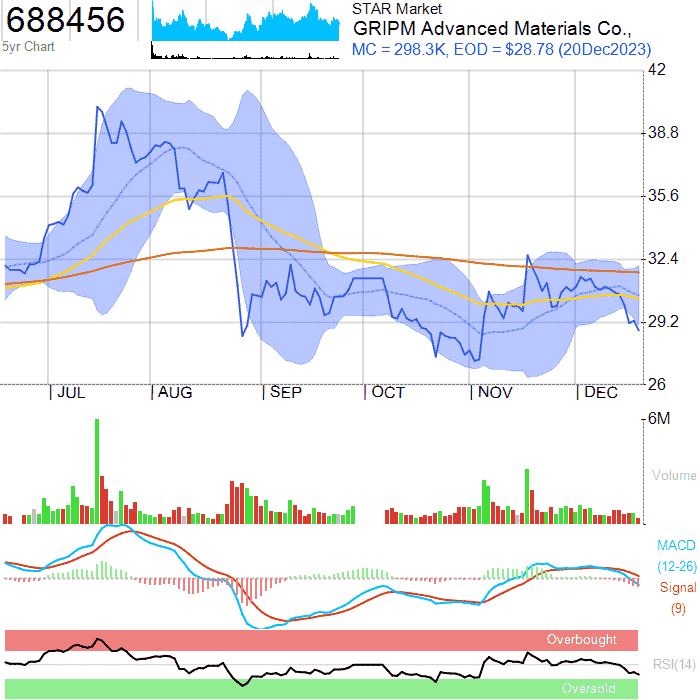 688456
5yr Chart
STAR Market
GRIPM Advanced Materials Co.,
MC = 298.3K, EOD = $28.78 (20Dec2023)
42
38.8
35.6
32.4
29.2
26
JUL AUG SEP OCT NOV DEC
6M
Volume
MACD
(12-26)
Signal
(9)
Overbought
RSI(14)
Oversold